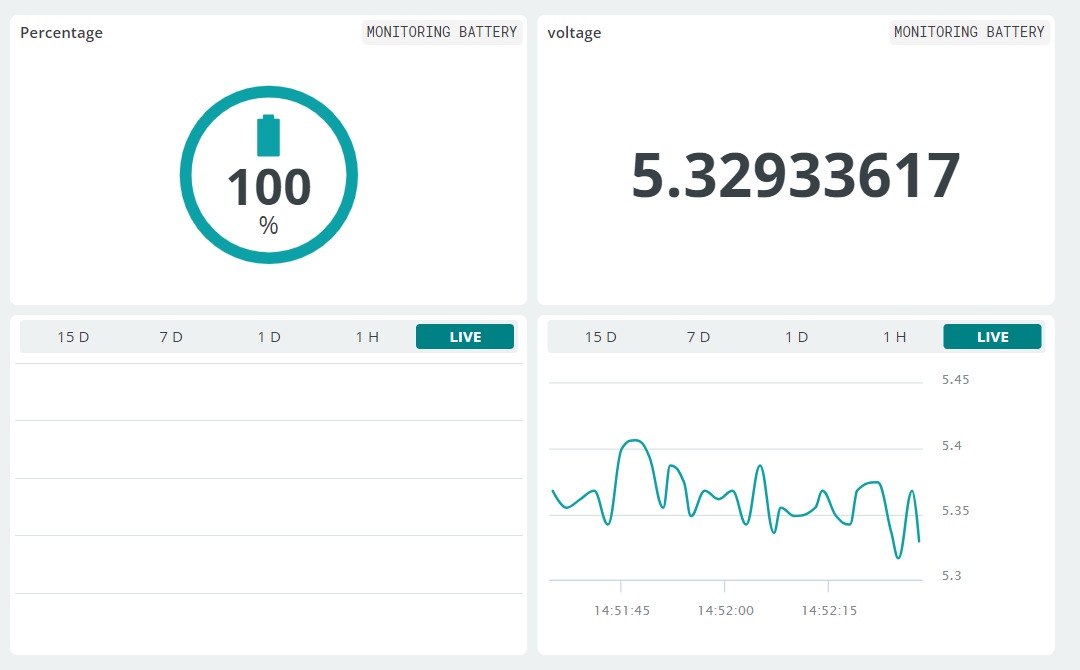 Percentage
MONITORING BATTERY
100
%
voltage
MONITORING BATTERY
5.32933617
15 D 7 D 1 D 1 H LIVE
15 D 7 D 1 D 1 H LIVE
5.45
5.4
5.35
5.3
14:51:45 14:52:00 14:52:15